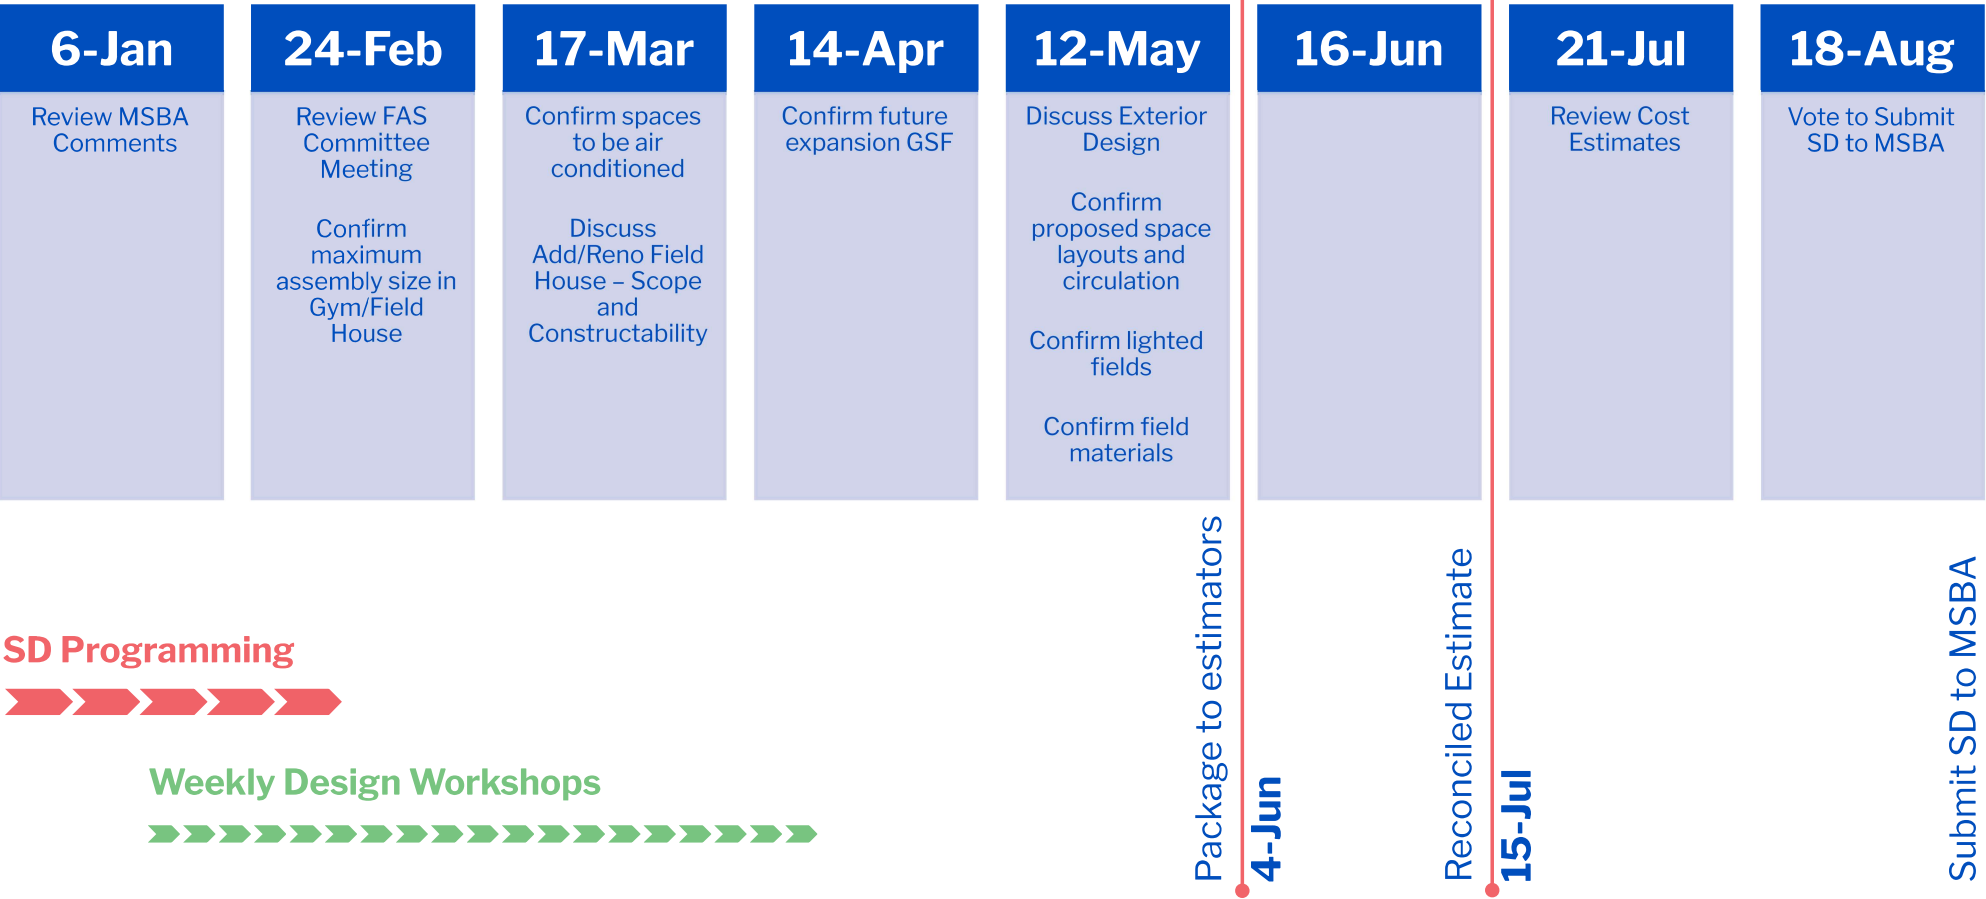 6-Jan
Review MSBA
Comments
24-Feb
Review FAS
Committee
Meeting
Confirm
maximum
assembly size in
Gym/Field
House
17-Mar
Confirm spaces
to be air
conditioned
Discuss
Add/Reno Field
House – Scope
and
Constructability
14-Apr
Confirm future
expansion GSF
12-May
Discuss Exterior
Design
Confirm
proposed space
layouts and
circulation
Confirm lighted
fields
Confirm field
materials
16-Jun
21-Jul
Review Cost
Estimates
18-Aug
Vote to Submit
SD to MSBA
Package to estimators
4-Jun
Reconciled Estimate
15-Jul
Submit SD to MSBA
SD Programming
Weekly Design Workshops